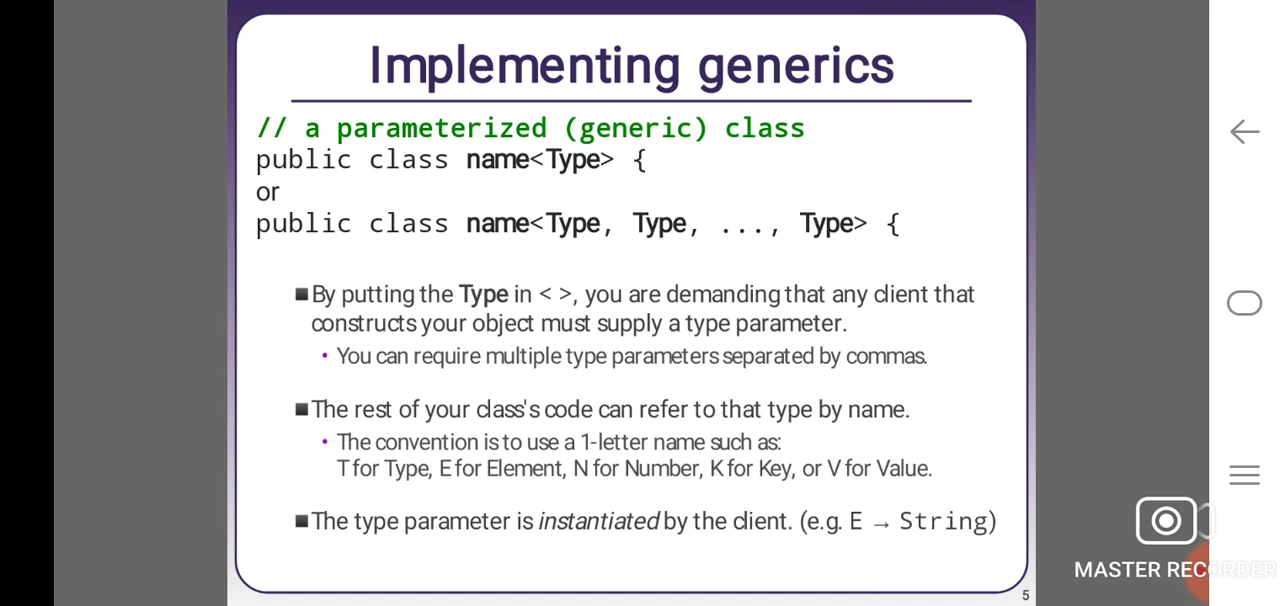 Implementing generics
// a parameterized (generic) class
public class name<Type> {
or
public class name<Type, Type, ..., Type> {
■By putting the Type in < >, you are demanding that any client that
constructs your object must supply a type parameter.
• You can require multiple type parameters separated by commas.
■The rest of your class's code can refer to that type by name.
• The convention is to use a 1-letter name such as:
T for Type, E for Element, N for Number, K for Key, or V for Value.
■The type parameter is instantiated by the client. (e.g. E → String)
MASTER RECORDER
5